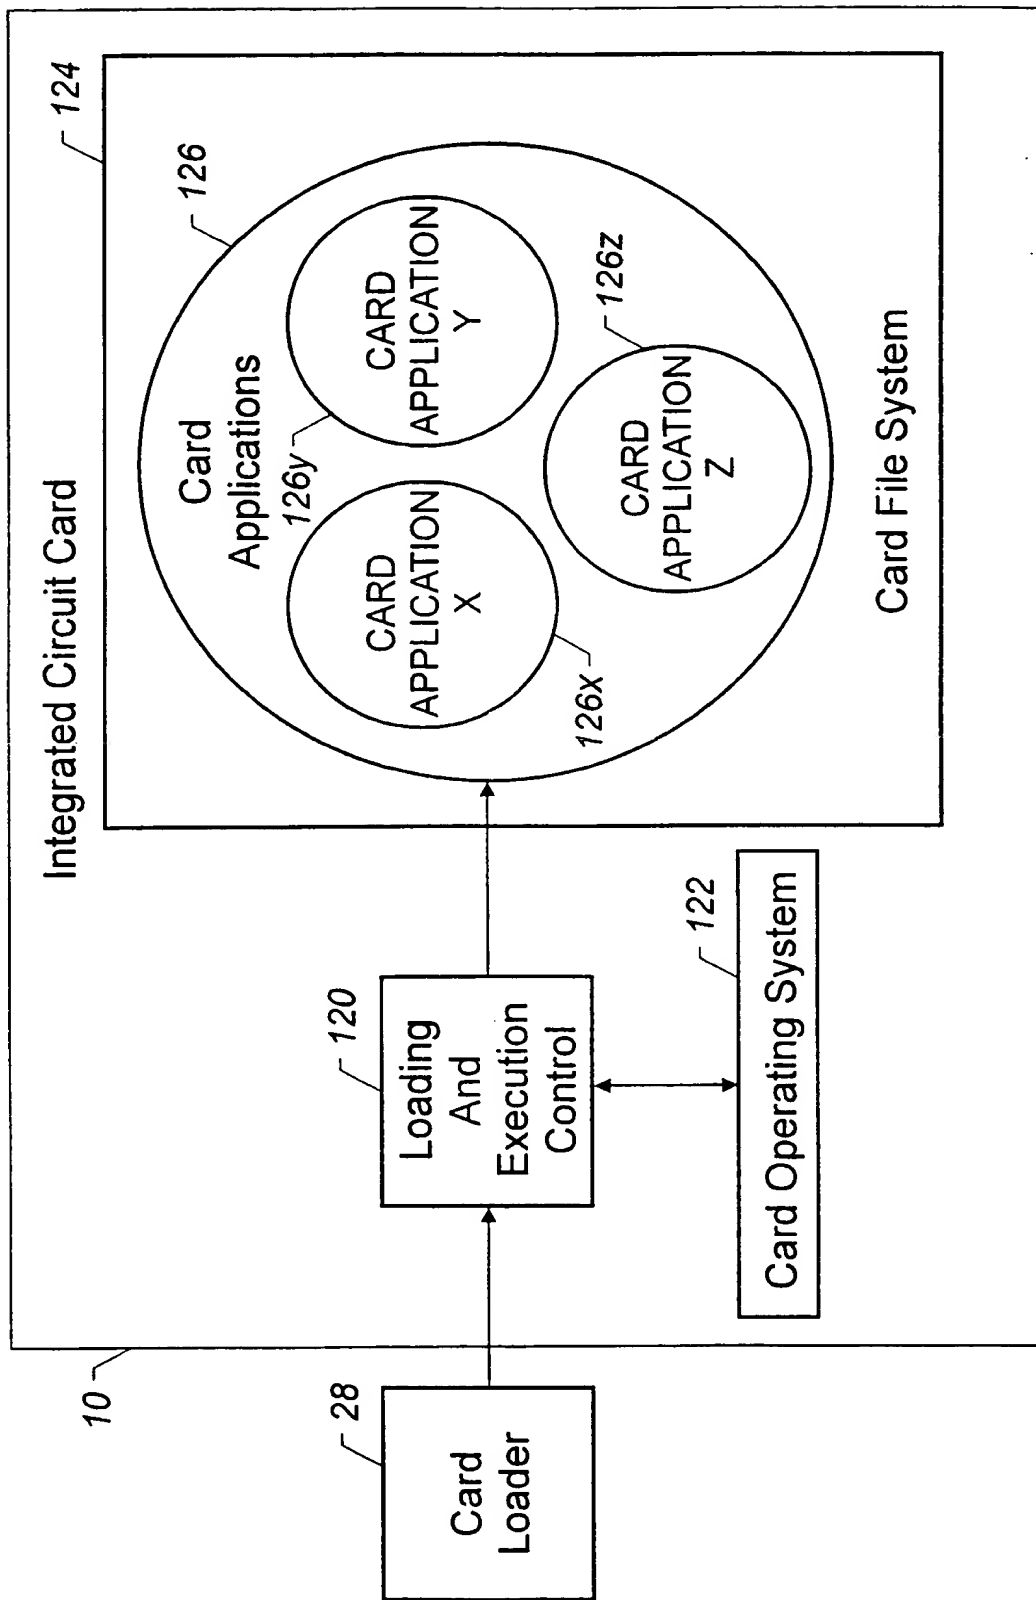 Integrated Circuit Card
10
28
Card
Loader
120
Loading
And
Execution
Control
122
Card Operating System
124
126
Card
Applications
126x
CARD
APPLICATION
X
126y
CARD
APPLICATION
Y
126z
CARD
APPLICATION
Z
Card File System